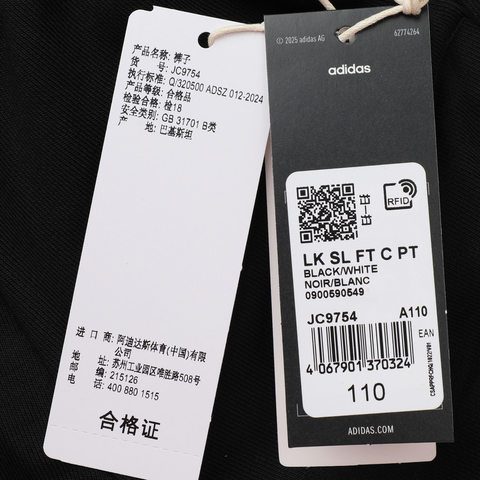 产品名称: 裤子
货 号: JC9754
执行标准: Q/320500 ADSZ 012-2024
产品等级: 合格品
检验合格: 检18
安全类别: GB 31701 B类
产 地: 巴基斯坦
进 口 商: 阿迪达斯体育(中国)有限
公司
地 址: 苏州工业园区唯胜路508号
邮 编: 215126
电 话: 400 880 1515
合格证
© 2025 adidas AG
62774264
adidas
RFID
LK SL FT C PT
BLACK/WHITE
NOIR/BLANC
0900590549
JC9754
A110
EAN
4 067901 370324
110
ADIDAS.COM